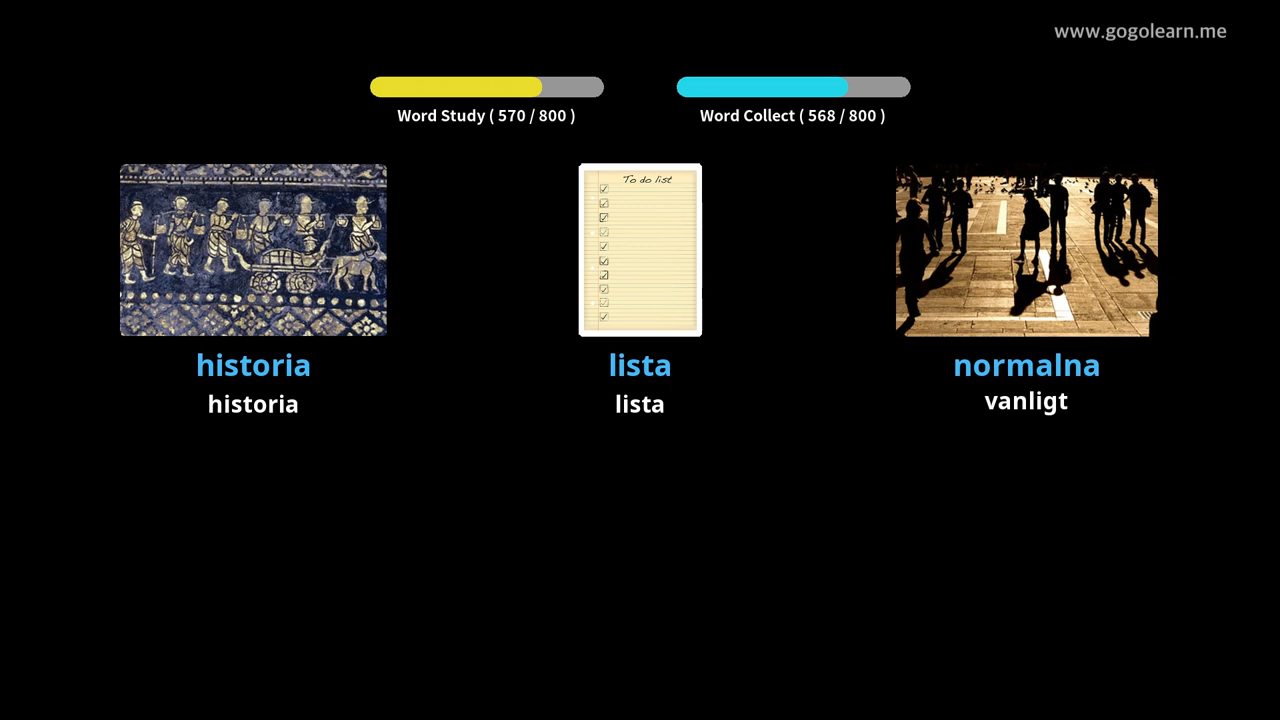 www.gogolearn.me
Word Study ( 570 / 800 )
Word Collect ( 568 / 800 )
To do list
historia
lista
normalna
historia
lista
vanligt